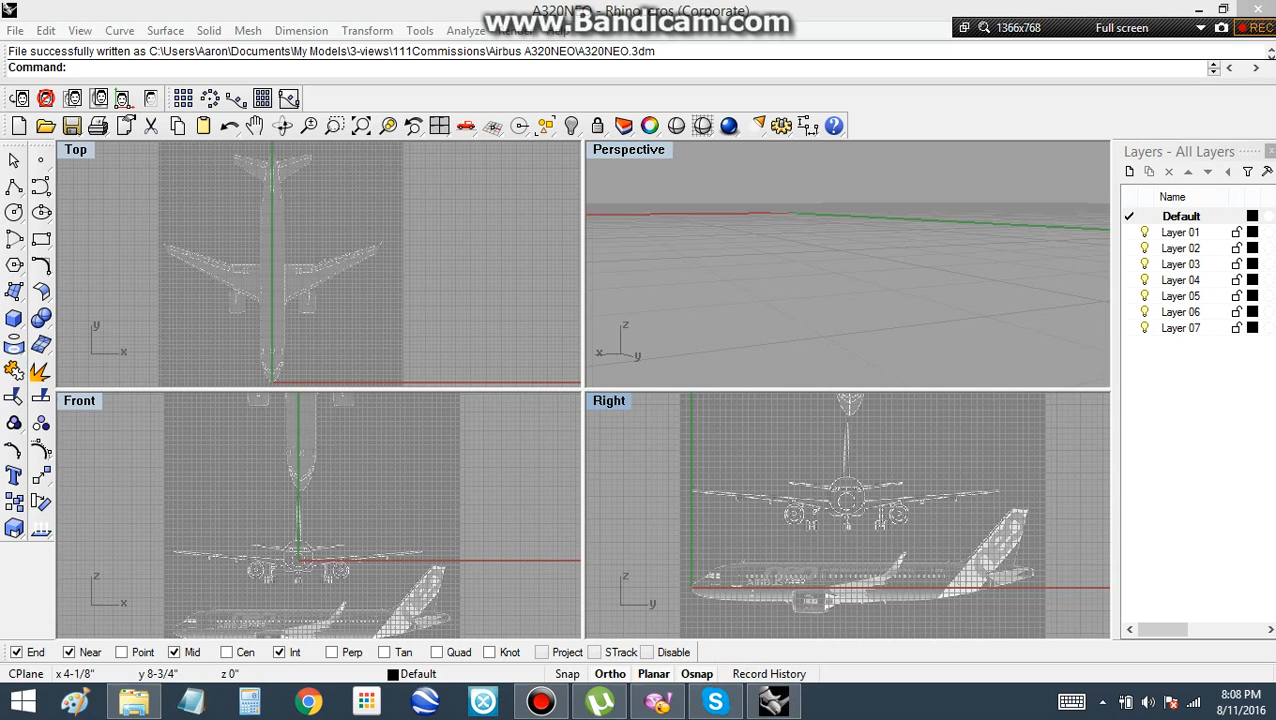 A320NEO - Rhinoceros (Corporate)
www.Bandicam.com
File Edit View Curve Surface Solid Mesh Dimension Transform Tools Analyze Render Help
1366x768 Full screen REC
File successfully written as C:\Users\Aaron\Documents\My Models\3-views\111Commissions\Airbus A320NEO\A320NEO.3dm
Command:
Top
Perspective
Layers - All Layers
Name
Default
Layer 01
Layer 02
Layer 03
Layer 04
Layer 05
Layer 06
Layer 07
y
x
z
x
y
Front
Right
z
x
z
y
End Near Point Mid Cen Int Perp Tan Quad Knot Project STrack Disable
CPlane x 4-1/8" y 8-3/4" z 0" Default Snap Ortho Planar Osnap Record History
8:08 PM
8/11/2016